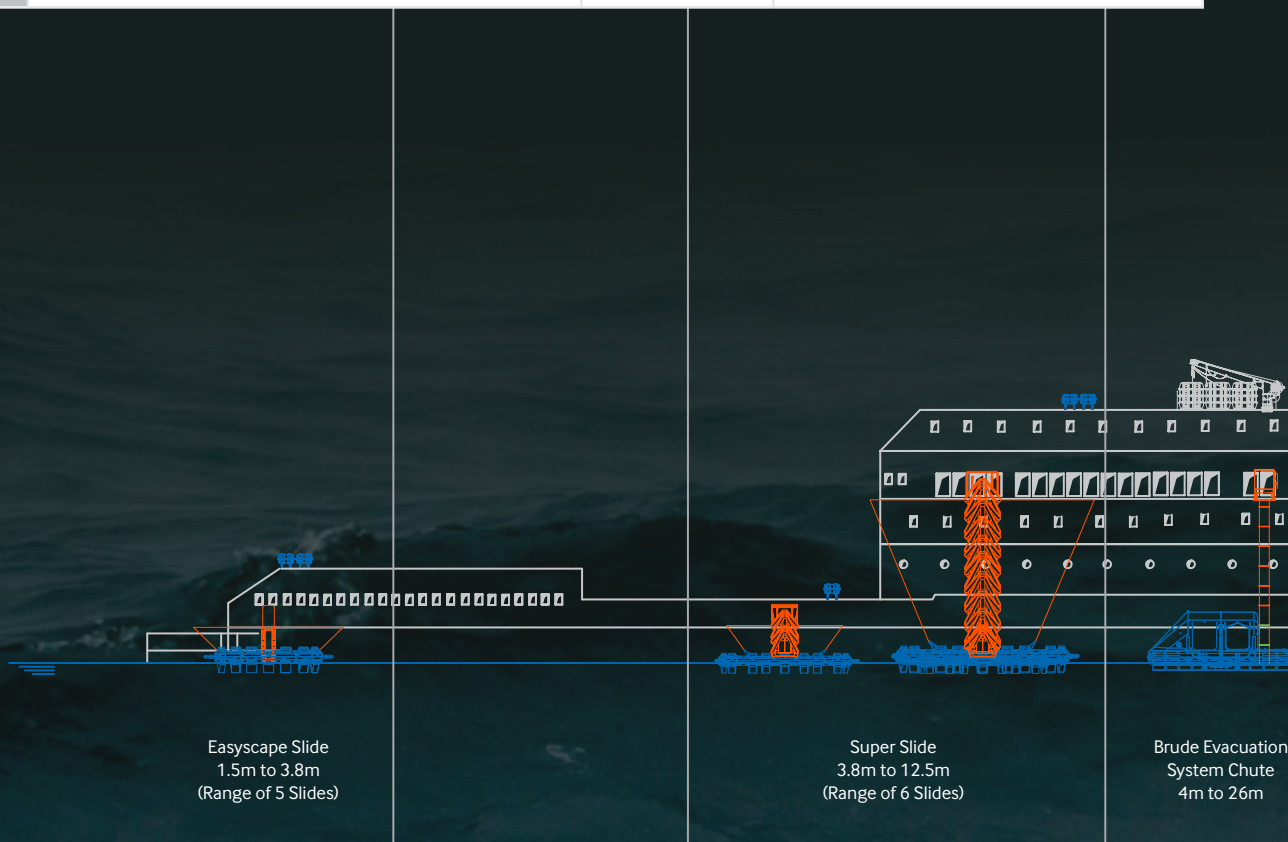 Easyscape Slide
1.5m to 3.8m
(Range of 5 Slides)
Super Slide
3.8m to 12.5m
(Range of 6 Slides)
Brude Evacuation
System Chute
4m to 26m